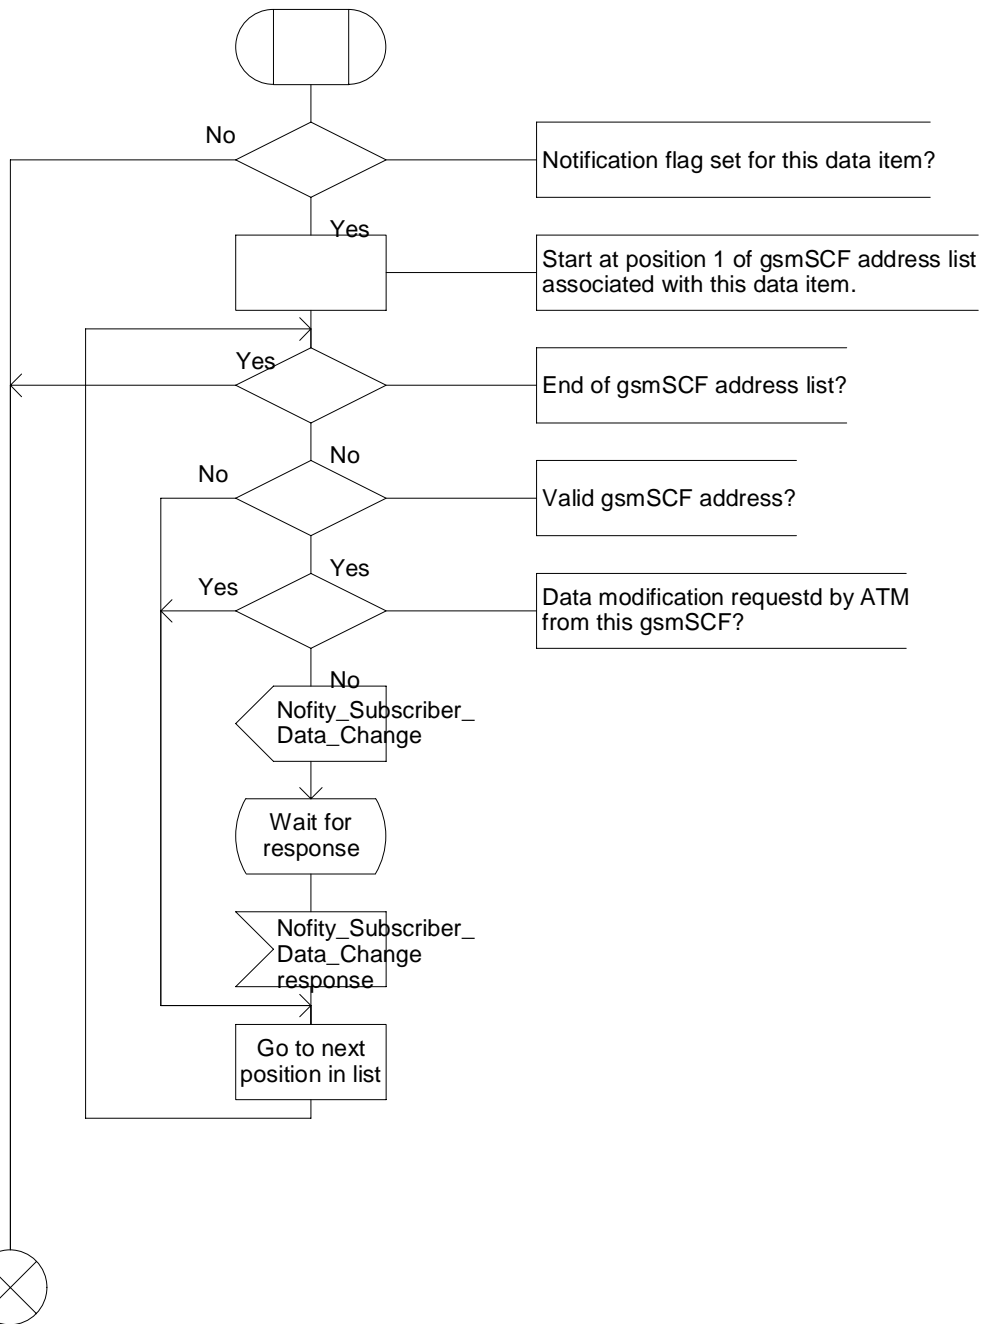 No
Notification flag set for this data item?
Yes
Start at position 1 of gsmSCF address list
associated with this data item.
Yes
End of gsmSCF address list?
No
No
Valid gsmSCF address?
Yes
Yes
Data modification requestd by ATM
from this gsmSCF?
No
Nofity_Subscriber_
Data_Change
Wait for
response
Nofity_Subscriber_
Data_Change
response
Go to next
position in list